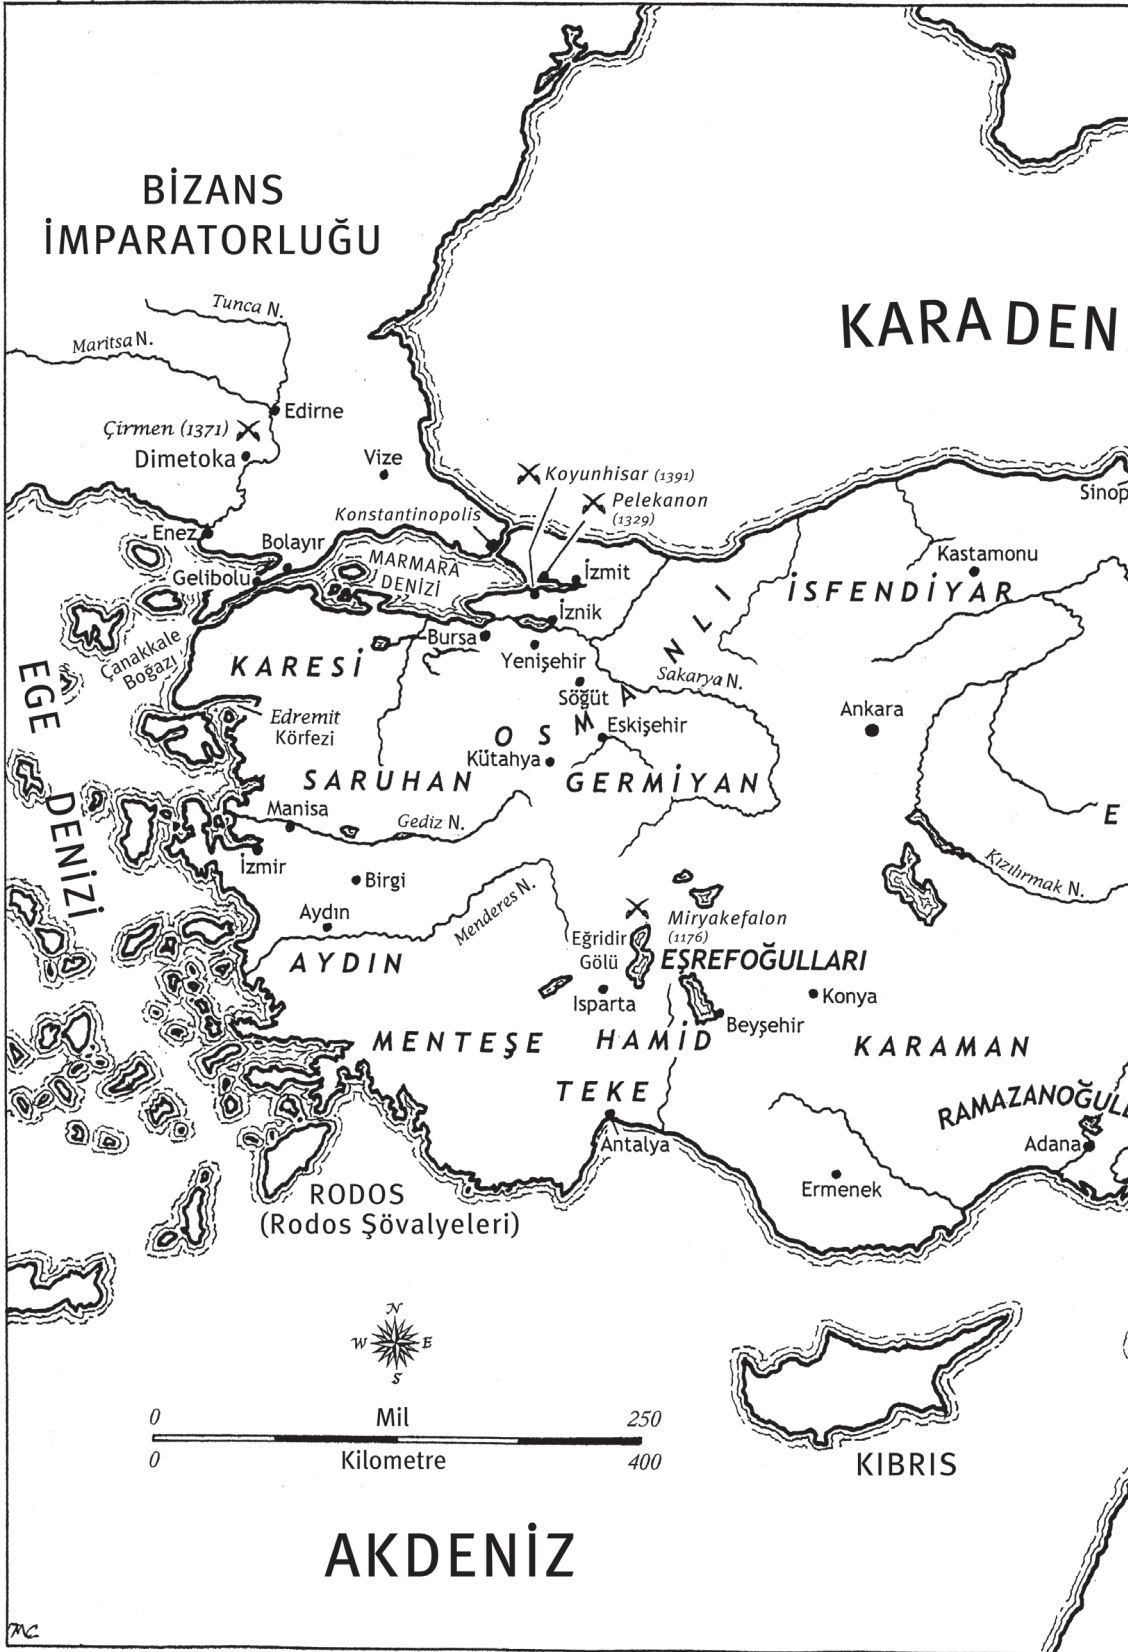 BİZANS
İMPARATORLUĞU
Tunca N.
Maritsa N.
KARA DEN
Edirne
Çirmen (1371)
Dimetoka
Vize
Koyunhisar (1391)
Pelekanon
(1329)
Sinop
Konstantinopolis
Enez
Bolayır
MARMARA
DENİZİ
Kastamonu
Gelibolu
İzmit
İSFENDİYAR
İznik
Bursa
Çanakkale
Boğazı
KARESİ
Yenişehir
Sakarya N.
Söğüt
EGE DENİZİ
Edremit
Körfezi
OSMANLI
Eskişehir
Ankara
Kütahya
SARUHAN
GERMİYAN
Manisa
Gediz N.
E
İzmir
Birgi
Kızılırmak N.
Menderes N.
Aydın
Miryakefalon
(1176)
Eğridir
Gölü
EŞREFOĞULLARI
AYDIN
Isparta
Konya
Beyşehir
MENTEŞE
HAMİD
KARAMAN
TEKE
RAMAZANOĞULL
Antalya
Adana
Ermenek
RODOS
(Rodos Şövalyeleri)
N
W E
S
0 Mil 250
0 Kilometre 400
KIBRIS
AKDENİZ
MC